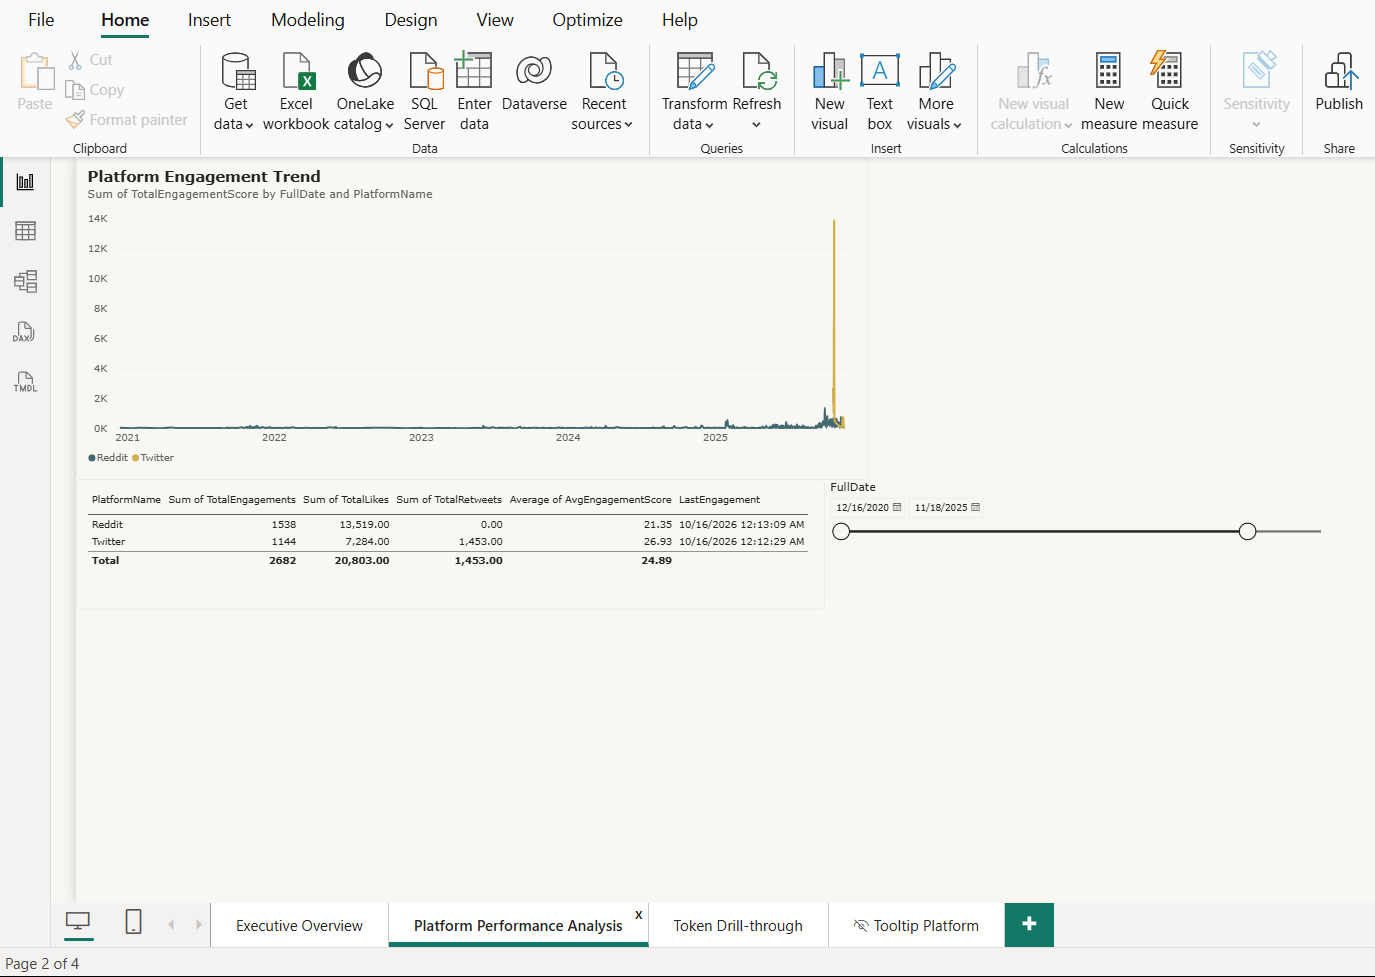 File Home Insert Modeling Design View Optimize Help
Paste
Cut
Copy
Format painter
Clipboard
Get data
Excel workbook
OneLake catalog
SQL Server
Enter data
Dataverse
Recent sources
Data
Transform data
Refresh
Queries
New visual
Text box
More visuals
Insert
New visual calculation
New measure
Quick measure
Calculations
Sensitivity
Sensitivity
Publish
Share
DAX
TMDL
Platform Engagement Trend
Sum of TotalEngagementScore by FullDate and PlatformName
14K
12K
10K
8K
6K
4K
2K
0K
2021 2022 2023 2024 2025
Reddit Twitter
PlatformName Sum of TotalEngagements Sum of TotalLikes Sum of TotalRetweets Average of AvgEngagementScore LastEngagement
Reddit 1538 13,519.00 0.00 21.35 10/16/2026 12:13:09 AM
Twitter 1144 7,284.00 1,453.00 26.93 10/16/2026 12:12:29 AM
Total 2682 20,803.00 1,453.00 24.89
FullDate
12/16/2020 11/18/2025
Executive Overview
Platform Performance Analysis x
Token Drill-through
Tooltip Platform
+
Page 2 of 4